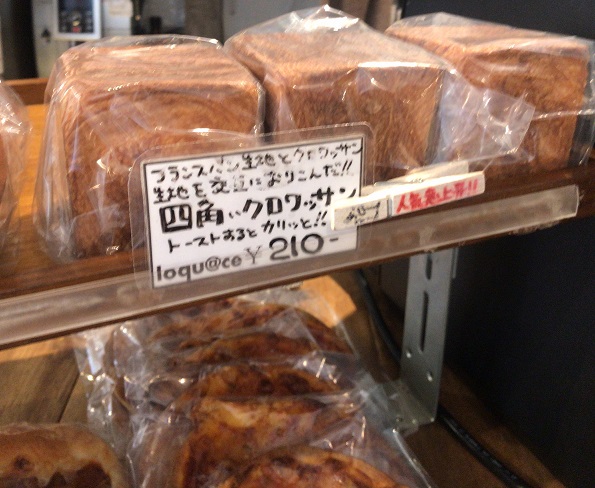 フランスパン生地とクロワッサン
生地を交互におりこんだ!!
四角いクロワッサン
トーストするとカリッと!!
loqu@ce ¥210-
人気急上昇!!